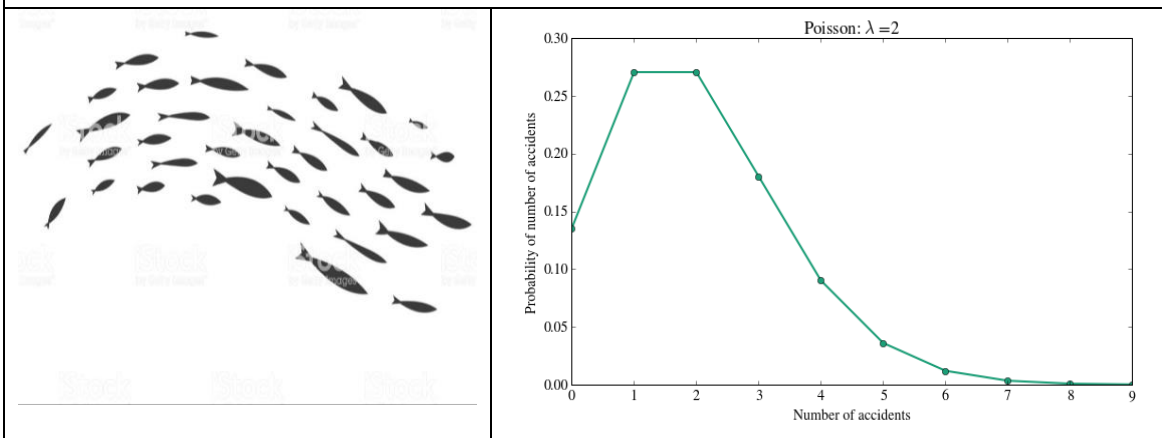 iStock
by Getty Images™
Poisson: λ =2
0.30
0.25
0.20
0.15
0.10
0.05
0.00
0 1 2 3 4 5 6 7 8 9
Probability of number of accidents
Number of accidents